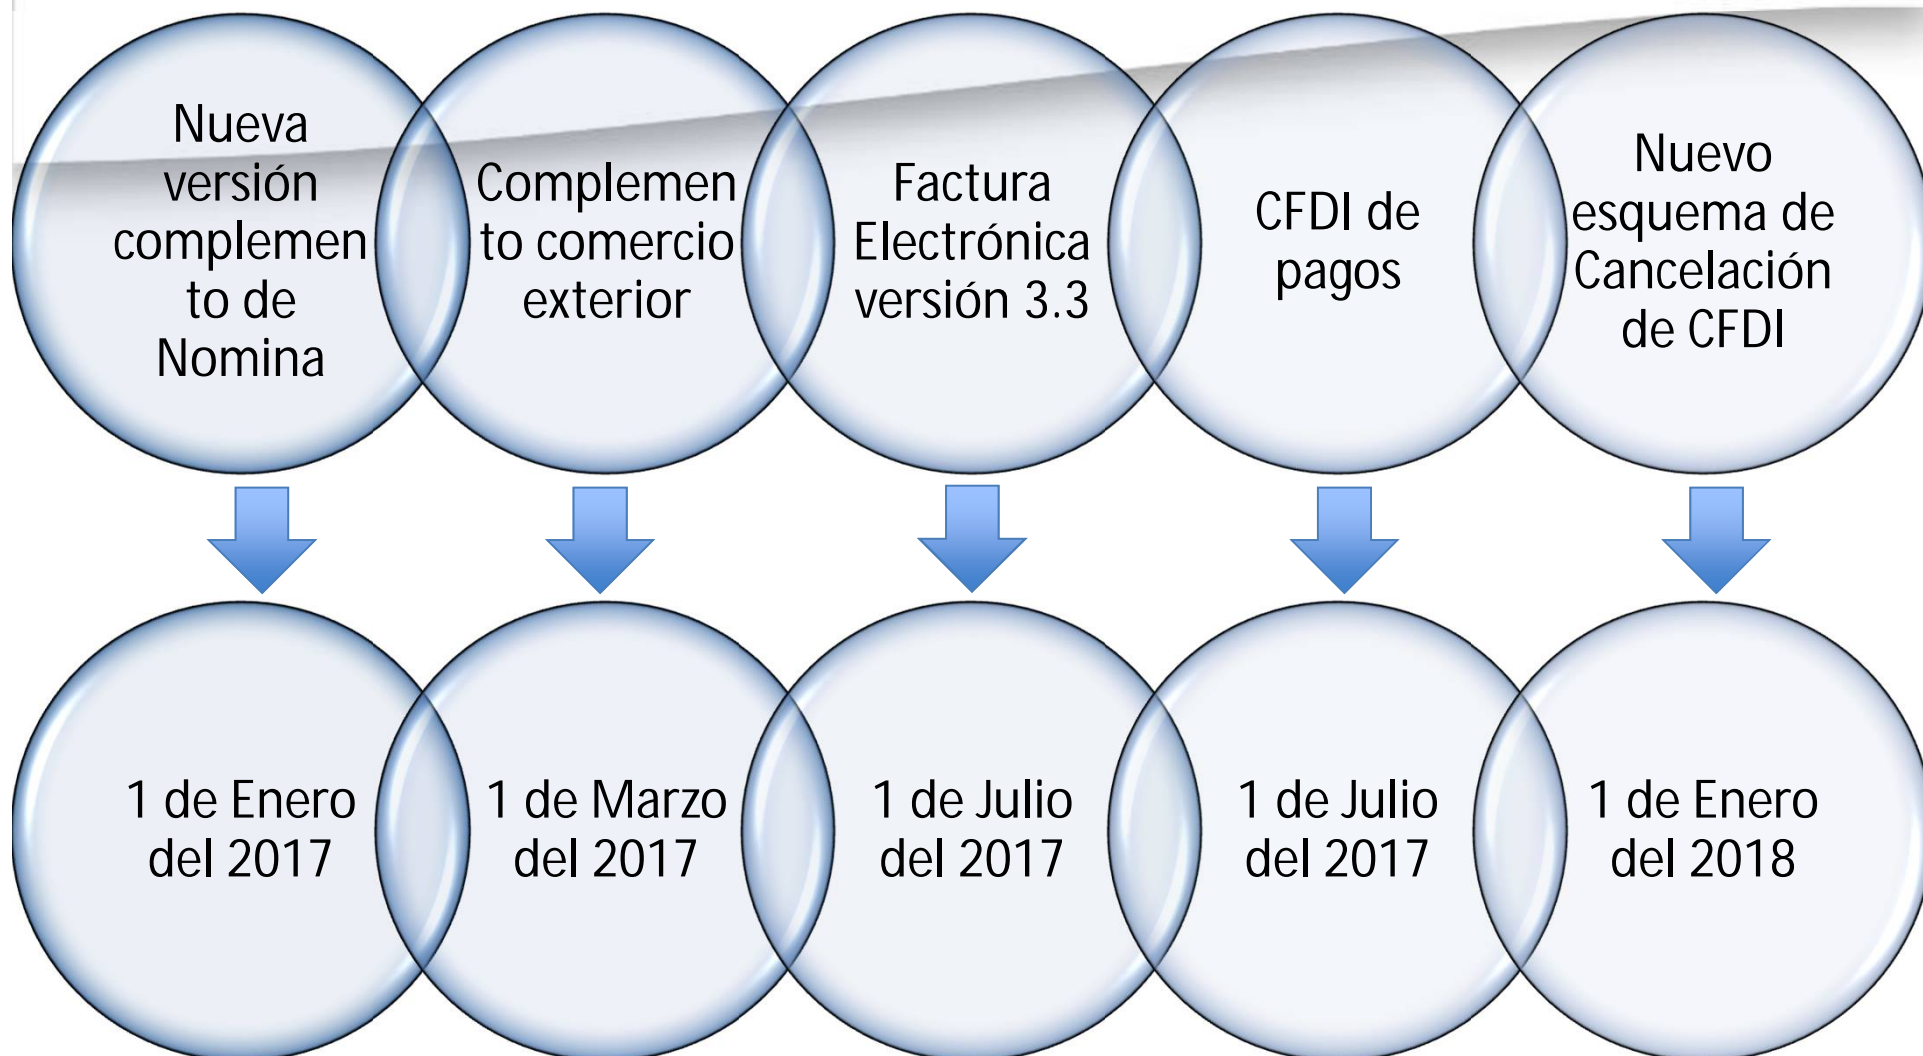 Nueva
versión
complemen
to de
Nomina
Complemen
to comercio
exterior
Factura
Electrónica
versión 3.3
CFDI de
pagos
Nuevo
esquema de
Cancelación
de CFDI
1 de Enero
del 2017
1 de Marzo
del 2017
1 de Julio
del 2017
1 de Julio
del 2017
1 de Enero
del 2018